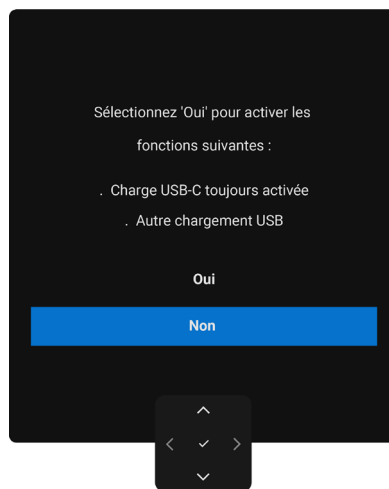 Sélectionnez 'Oui' pour activer les
fonctions suivantes :
. Charge USB-C toujours activée
. Autre chargement USB
Oui
Non